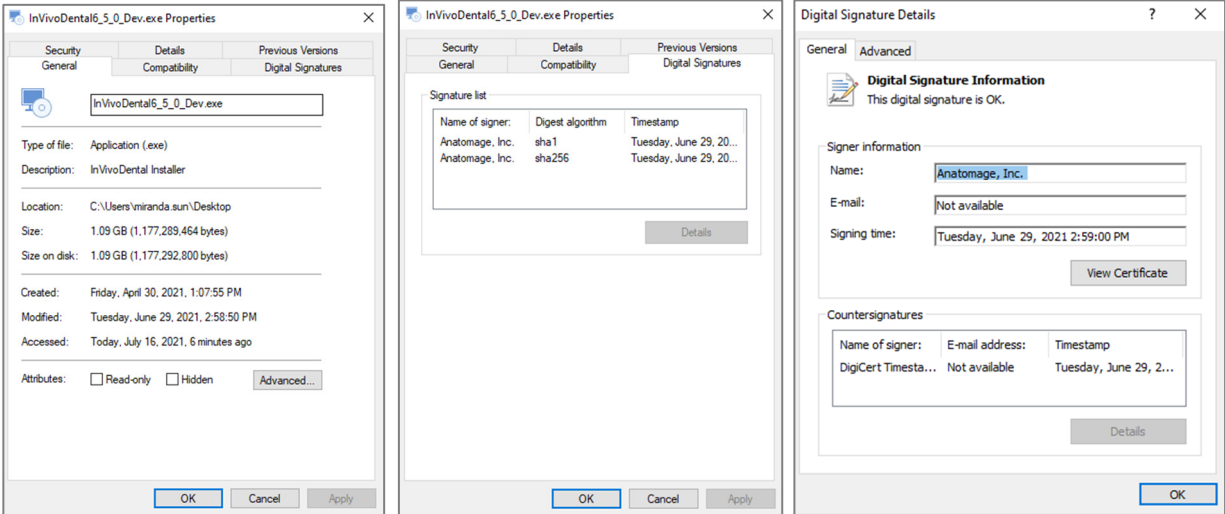 InVivoDental6_5_0_Dev.exe Properties
Security Details Previous Versions
General Compatibility Digital Signatures
InVivoDental6_5_0_Dev.exe
Type of file: Application (.exe)
Description: InVivoDental Installer
Location: C:\Users\miranda.sun\Desktop
Size: 1.09 GB (1,177,289,464 bytes)
Size on disk: 1.09 GB (1,177,292,800 bytes)
Created: Friday, April 30, 2021, 1:07:55 PM
Modified: Tuesday, June 29, 2021, 2:58:50 PM
Accessed: Today, July 16, 2021, 6 minutes ago
Attributes: Read-only Hidden Advanced...
OK Cancel Apply
InVivoDental6_5_0_Dev.exe Properties
Security Details Previous Versions
General Compatibility Digital Signatures
Signature list
Name of signer: Digest algorithm Timestamp
Anatomage, Inc. sha1 Tuesday, June 29, 20...
Anatomage, Inc. sha256 Tuesday, June 29, 20...
Details
OK Cancel Apply
Digital Signature Details ?
General Advanced
Digital Signature Information
This digital signature is OK.
Signer information
Name: Anatomage, Inc.
E-mail: Not available
Signing time: Tuesday, June 29, 2021 2:59:00 PM
View Certificate
Countersignatures
Name of signer: E-mail address: Timestamp
DigiCert Timesta... Not available Tuesday, June 29, 2...
Details
OK